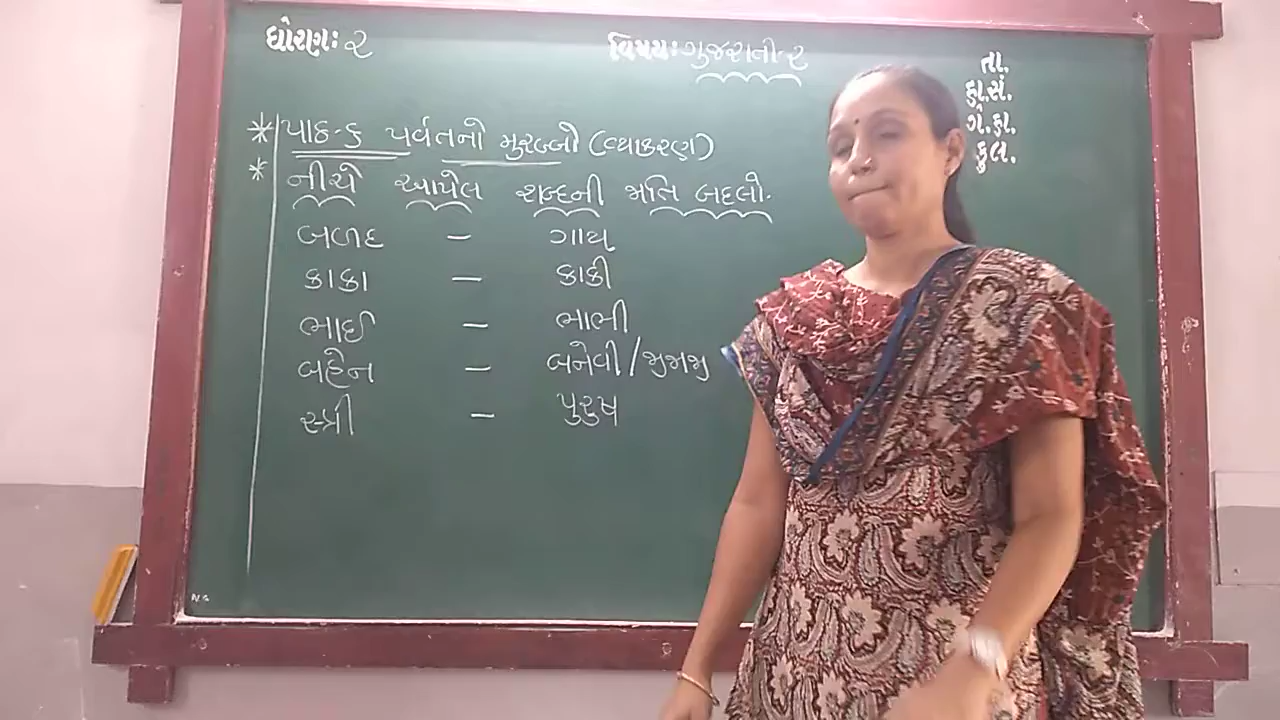 ધોરણઃ ૨
વિષયઃ ગુજરાતી-૨
તા.
હા.સં.
ગે.હા.
કુલ.
* પાઠ-૬ પર્વતનો મુરબ્બો (વ્યાકરણ)
* નીચે આપેલ શબ્દની જાતિ બદલો.
બળદ – ગાય
કાકા – કાકી
ભાઈ – ભાભી
બહેન – બનેવી/જીજાજી
સ્ત્રી – પુરુષ